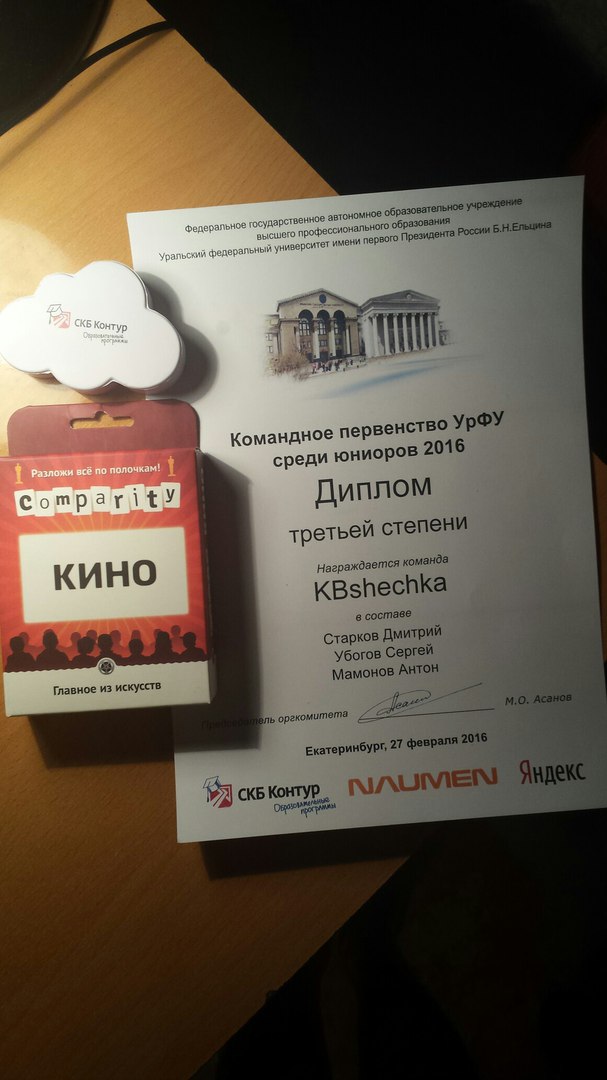 Федеральное государственное автономное образовательное учреждение
высшего профессионального образования
Уральский федеральный университет имени первого Президента России Б.Н.Ельцина
СКБ Контур
Образовательные
программы
Командное первенство УрФУ
среди юниоров 2016
Диплом
третьей степени
Награждается команда
KBshechka
в составе
Старков Дмитрий
Убогов Сергей
Мамонов Антон
Председатель оргкомитета
М.О. Асанов
Екатеринбург, 27 февраля 2016
СКБ Контур
Образовательные
программы
NAUMEN
Яндекс
Разложи всё по полочкам!
comparity
КИНО
Главное из искусств